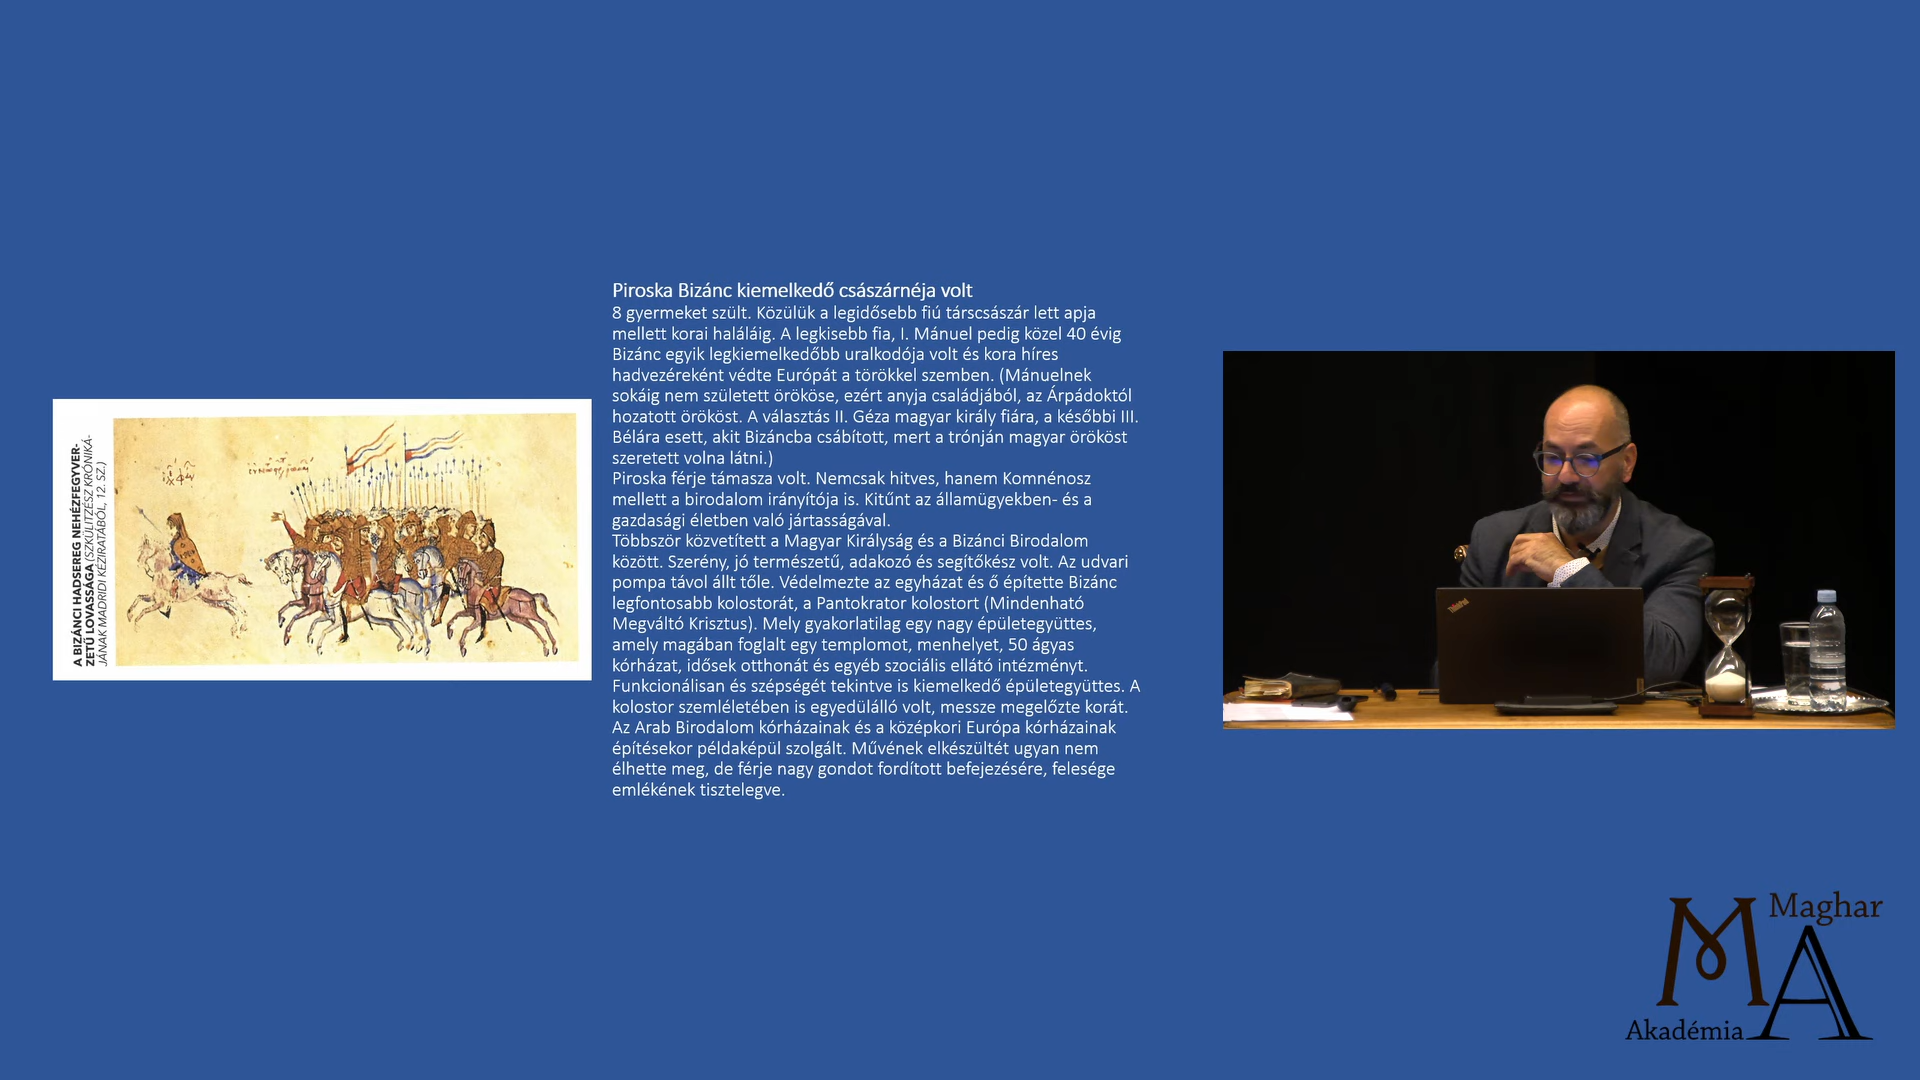 A BIZÁNCI HADSEREG NEHÉZFEGYVER-
ZETŰ LOVASSÁGA (SZKÜLITZÉSZ KRÓNIKÁ-
JÁNAK MADRIDI KÉZIRATÁBÓL, 12. SZ.)
Piroska Bizánc kiemelkedő császárnéja volt
8 gyermeket szült. Közülük a legidősebb fiú társcsászár lett apja
mellett korai haláláig. A legkisebb fia, I. Mánuel pedig közel 40 évig
Bizánc egyik legkiemelkedőbb uralkodója volt és kora híres
hadvezéreként védte Európát a törökkel szemben. (Mánuelnek
sokáig nem született örököse, ezért anyja családjából, az Árpádoktól
hozatott örököst. A választás II. Géza magyar király fiára, a későbbi III.
Bélára esett, akit Bizáncba csábított, mert a trónján magyar örököst
szeretett volna látni.)
Piroska férje támasza volt. Nemcsak hitves, hanem Komnénosz
mellett a birodalom irányítója is. Kitűnt az államügyekben- és a
gazdasági életben való jártasságával.
Többször közvetített a Magyar Királyság és a Bizánci Birodalom
között. Szerény, jó természetű, adakozó és segítőkész volt. Az udvari
pompa távol állt tőle. Védelmezte az egyházat és ő építette Bizánc
legfontosabb kolostorát, a Pantokrator kolostort (Mindenható
Megváltó Krisztus). Mely gyakorlatilag egy nagy épületegyüttes,
amely magában foglalt egy templomot, menhelyet, 50 ágyas
kórházat, idősek otthonát és egyéb szociális ellátó intézményt.
Funkcionálisan és szépségét tekintve is kiemelkedő épületegyüttes. A
kolostor szemléletében is egyedülálló volt, messze megelőzte korát.
Az Arab Birodalom kórházainak és a középkori Európa kórházainak
építésekor példaképül szolgált. Művének elkészültét ugyan nem
élhette meg, de férje nagy gondot fordított befejezésére, felesége
emlékének tisztelegve.
ThinkPad
Maghar
MA
Akadémia